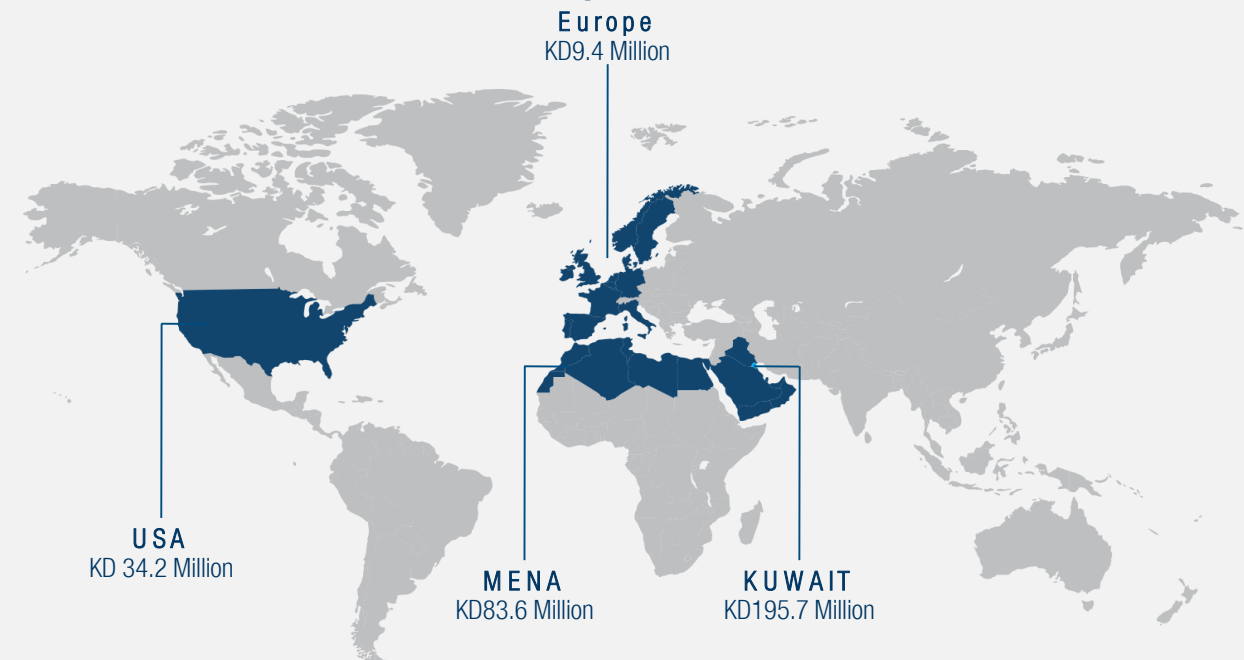 Europe
KD9.4 Million
USA
KD 34.2 Million
MENA
KD83.6 Million
KUWAIT
KD195.7 Million